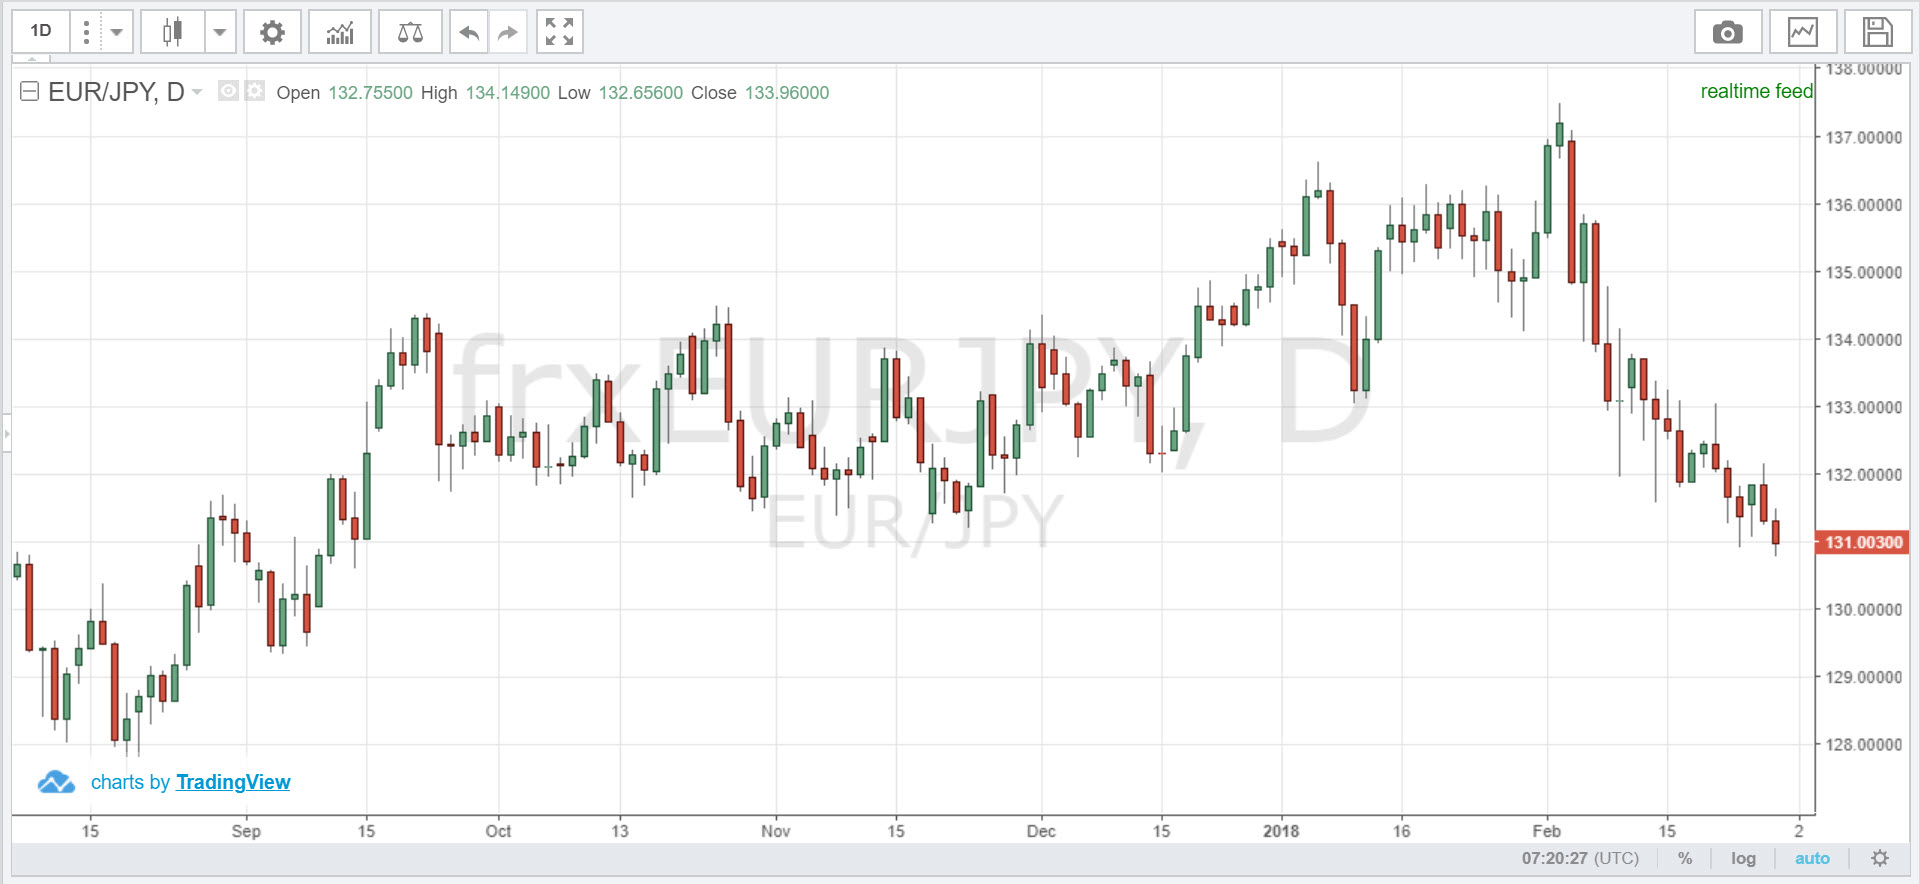 1D
EUR/JPY, D Open 132.75500 High 134.14900 Low 132.65600 Close 133.96000
realtime feed
138.00000
137.00000
136.00000
135.00000
134.00000
133.00000
132.00000
131.00300
130.00000
129.00000
128.00000
frxEURJPY, D
EUR/JPY
charts by TradingView
15 Sep 15 Oct 13 Nov 15 Dec 15 2018 16 Feb 15 2
07:20:27 (UTC) % log auto